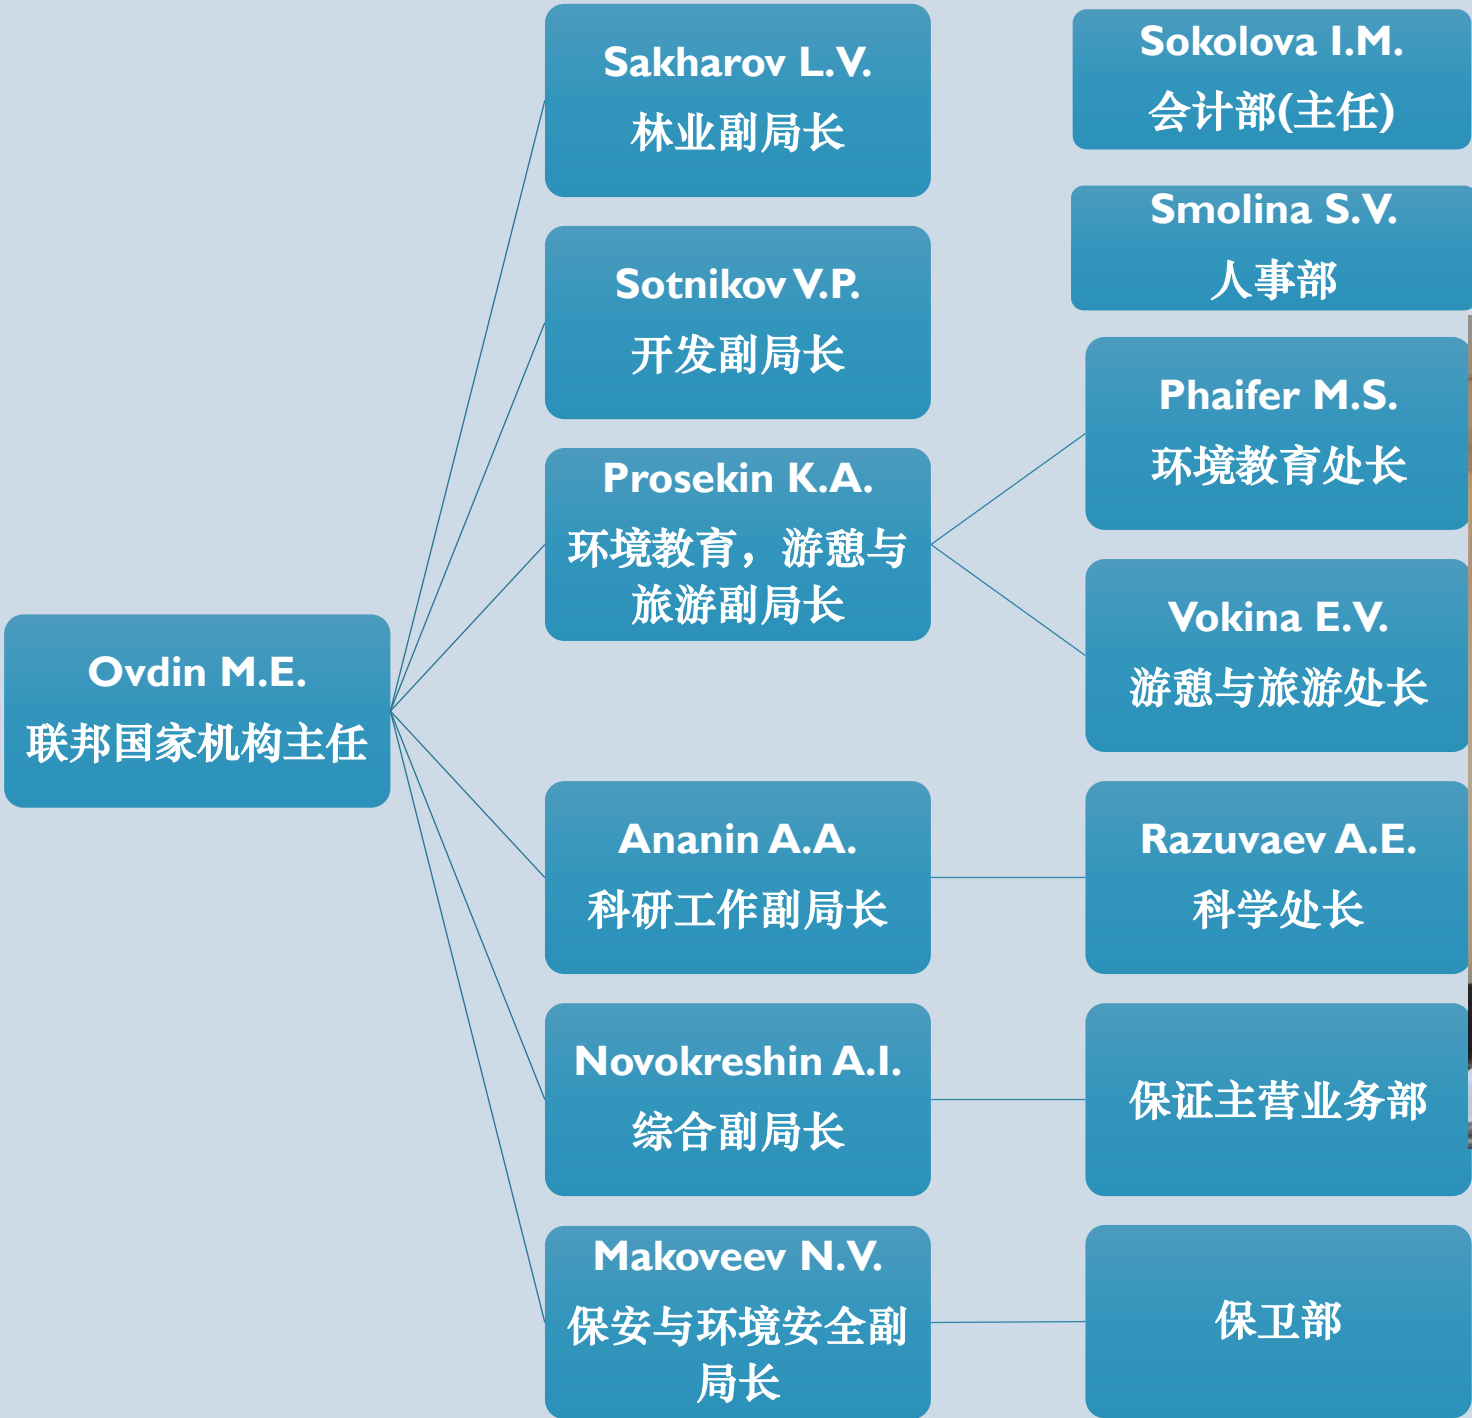 Ovdin M.E.
联邦国家机构主任
Sakharov L.V.
林业副局长
Sotnikov V.P.
开发副局长
Prosekin K.A.
环境教育，游憩与
旅游副局长
Ananin A.A.
科研工作副局长
Novokreshin A.I.
综合副局长
Makoveev N.V.
保安与环境安全副
局长
Sokolova I.M.
会计部(主任)
Smolina S.V.
人事部
Phaifer M.S.
环境教育处长
Vokina E.V.
游憩与旅游处长
Razuvaev A.E.
科学处长
保证主营业务部
保卫部